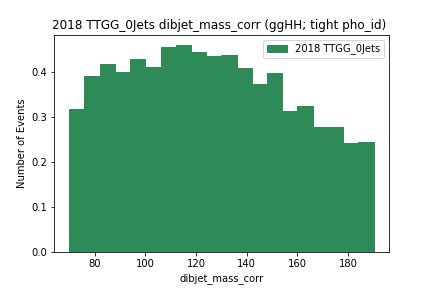 2018 TTGG_0Jets dibjet_mass_corr (ggHH; tight pho_id)
2018 TTGG_0Jets
Number of Events
0.4
0.3
0.2
0.1
0.0
80 100 120 140 160 180
dibjet_mass_corr